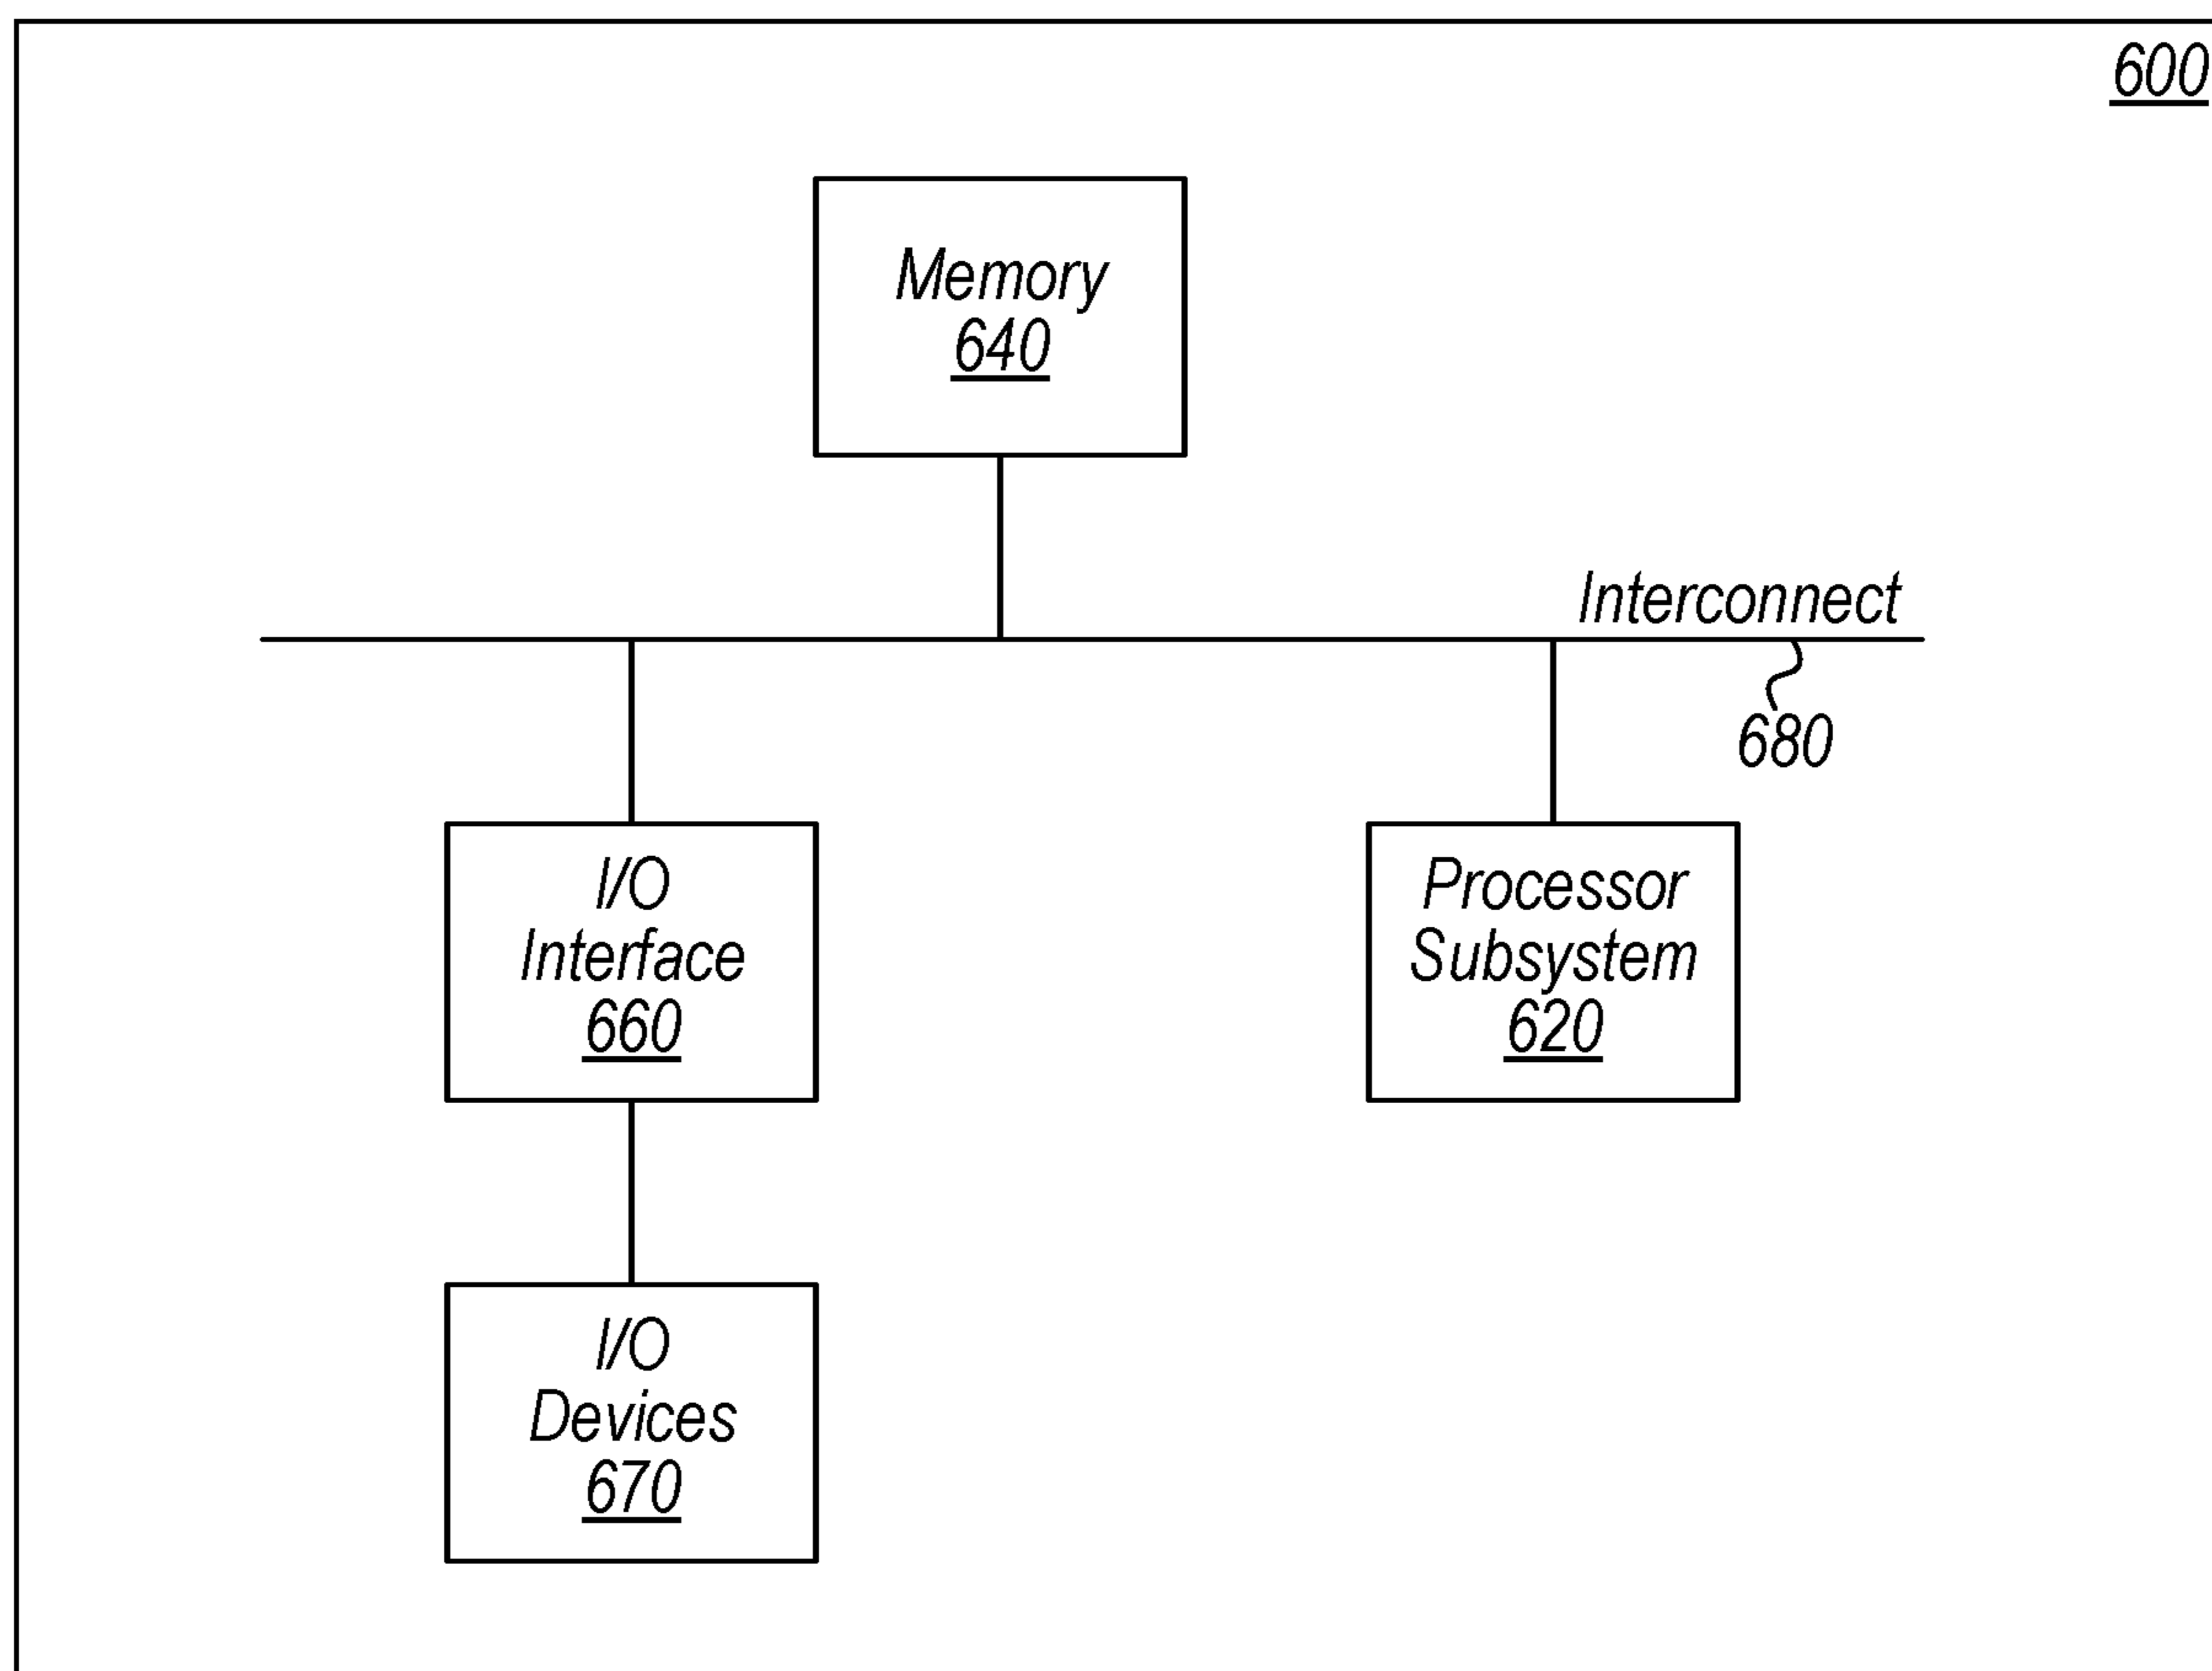 600
Memory
640
Interconnect
680
I/O
Interface
660
Processor
Subsystem
620
I/O
Devices
670